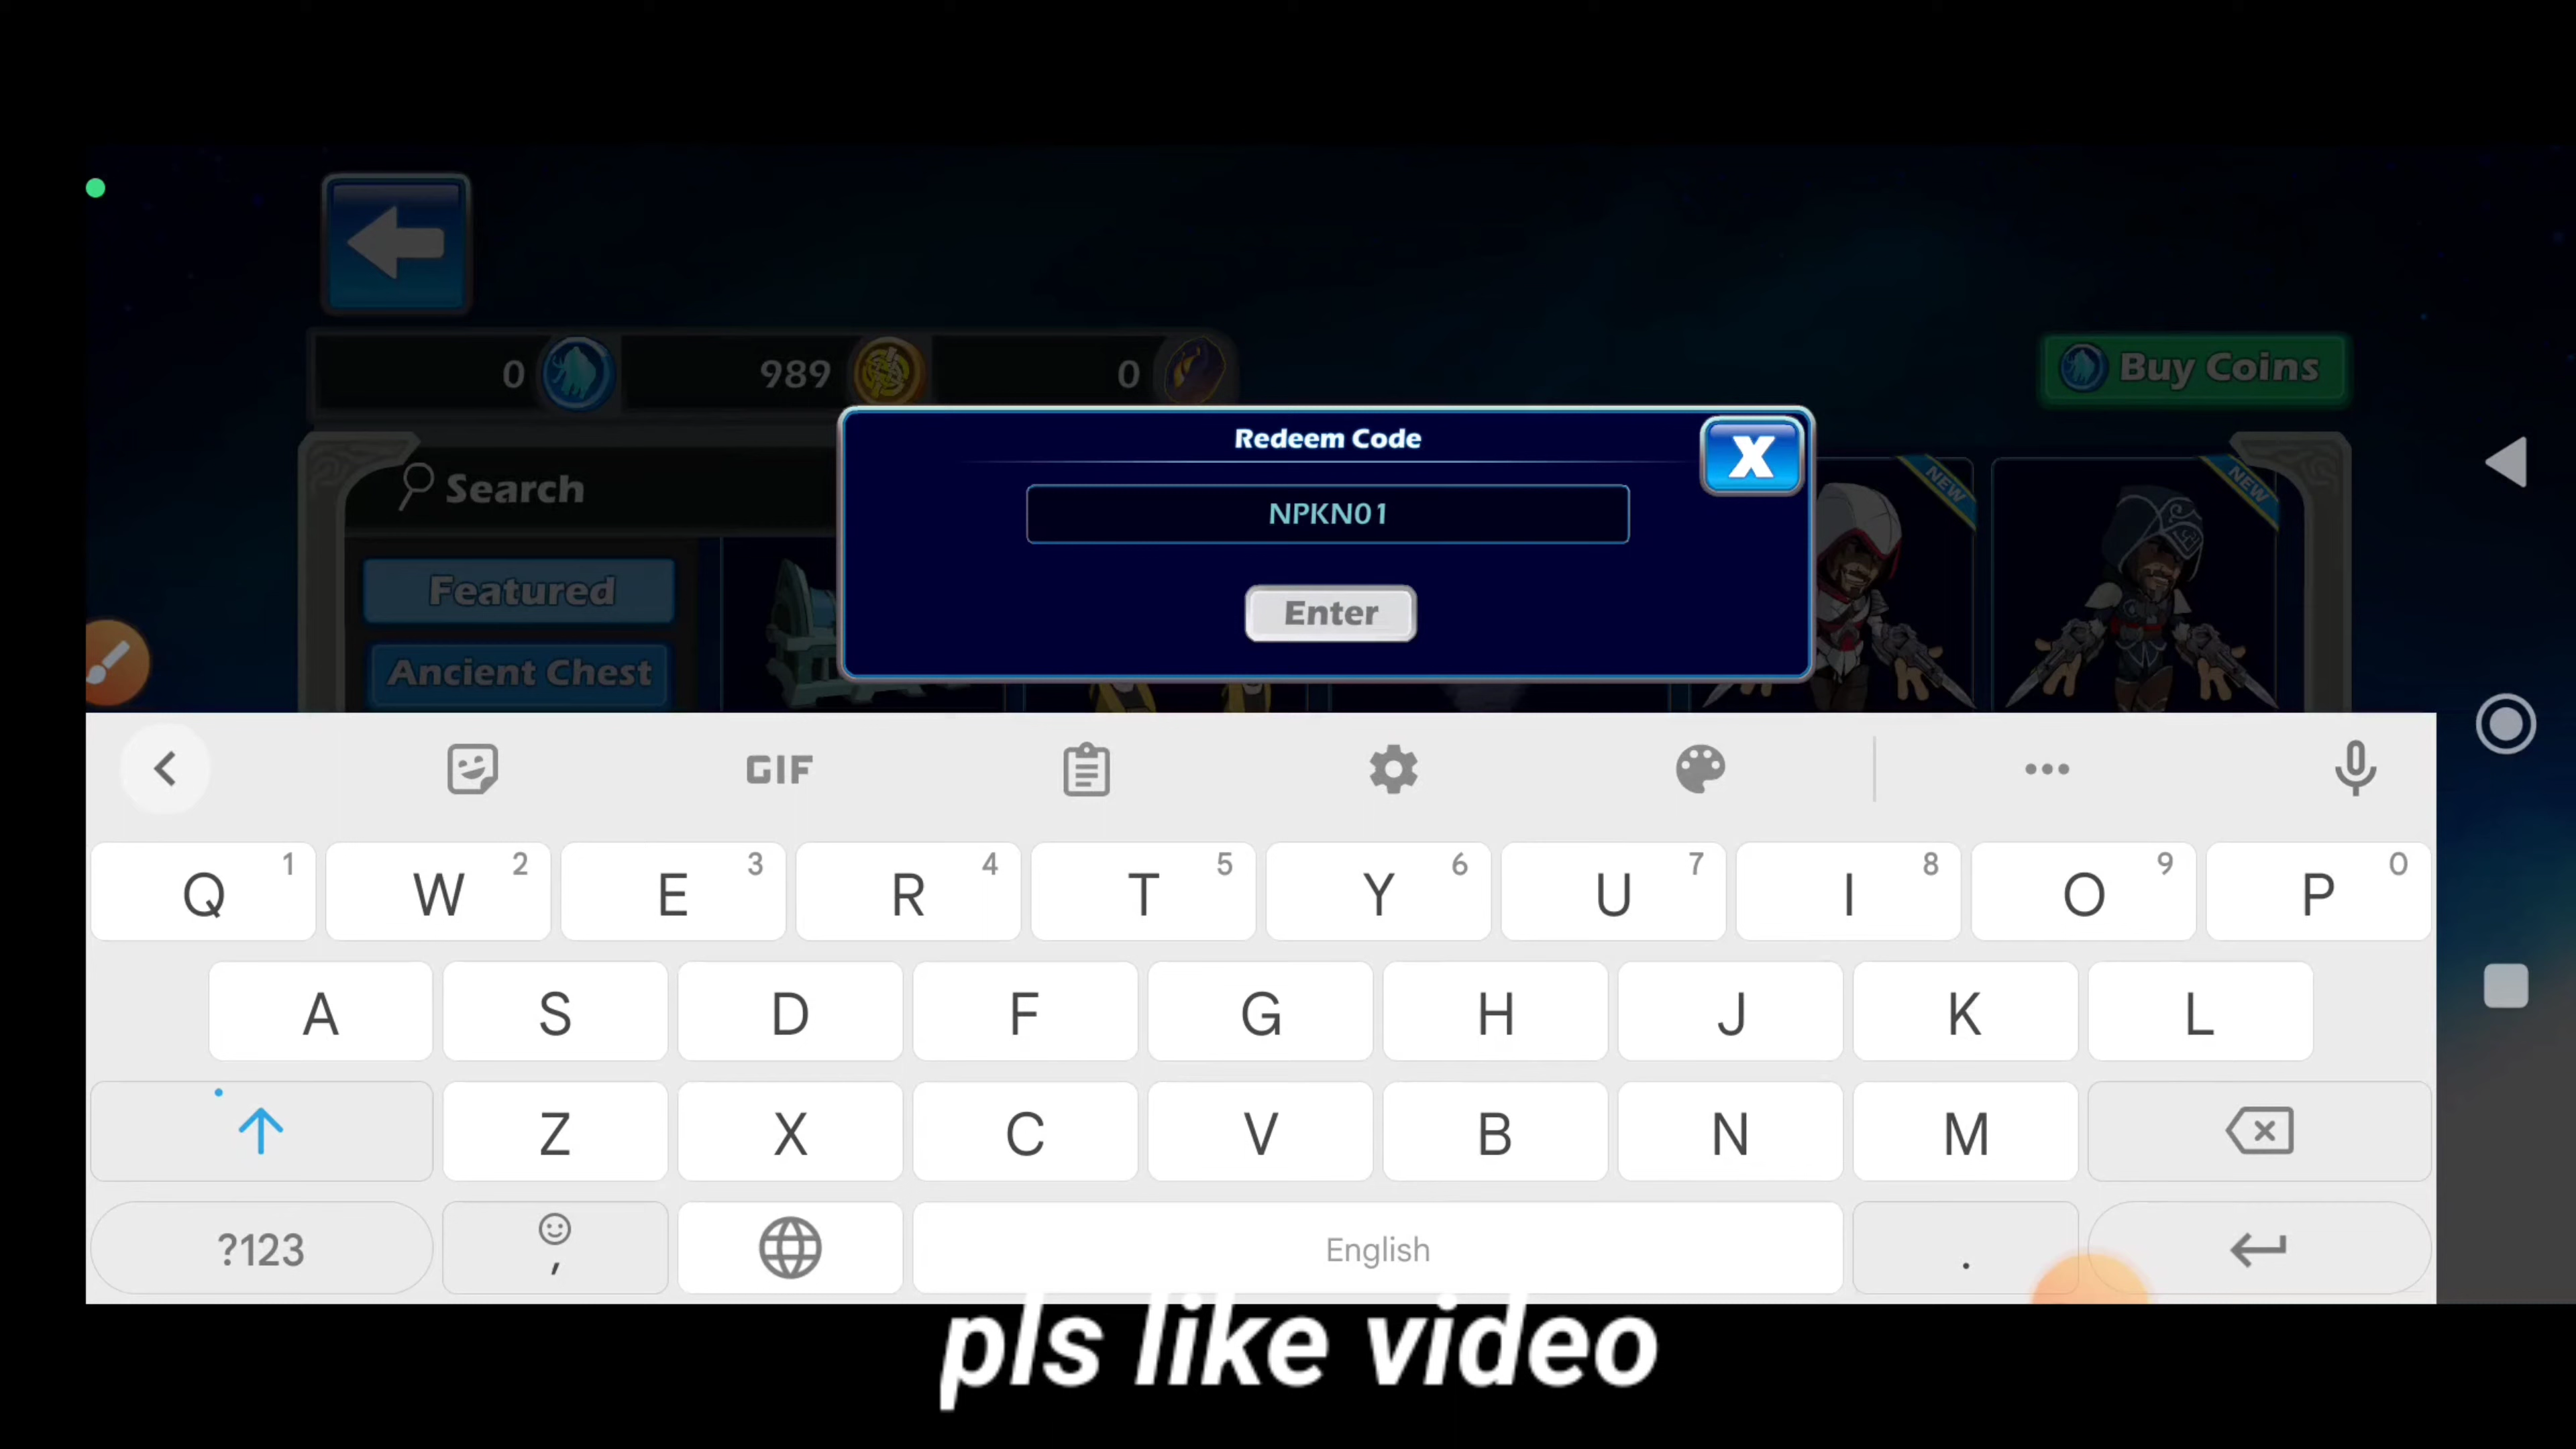 0 989 0
Buy Coins
Redeem Code
X
Search
NPKN01
NEW NEW
Featured
Enter
Ancient Chest
GIF
Q 1 W 2 E 3 R 4 T 5 Y 6 U 7 I 8 O 9 P 0
A S D F G H J K L
Z X C V B N M
?123 , English .
pls like video